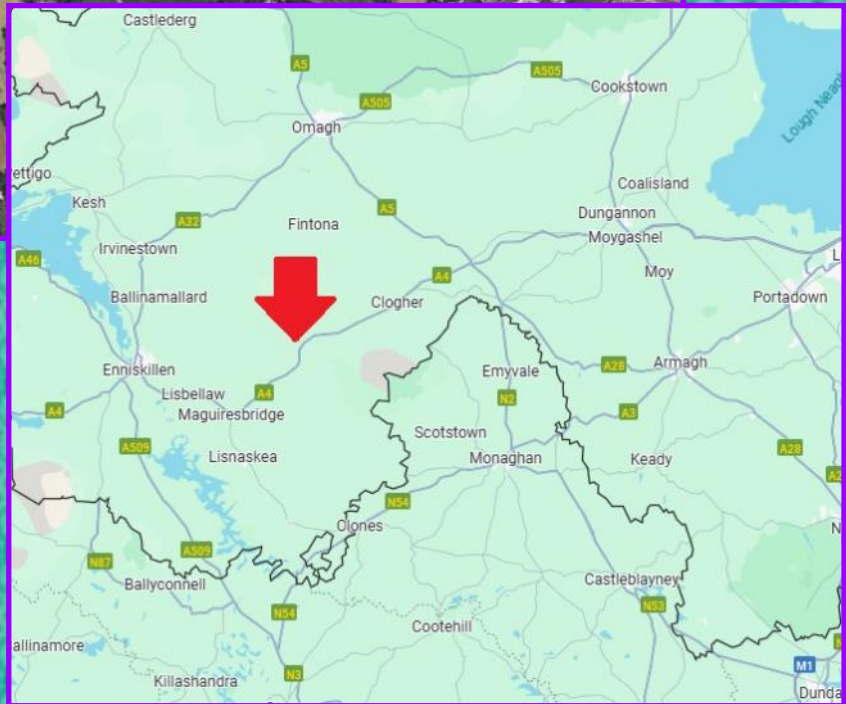 Castlederg
A5
A505
A505
Cookstown
Omagh
Lough Neagh
ettigo
Kesh
Coalisland
A32
A5
Fintona
Dungannon
Moygashel
Irvinestown
A46
A4
Moy
Ballinamallard
Clogher
Portadown
L
Enniskillen
Emyvale
A28
Armagh
Lisbellaw
A4
N2
A4
Maguiresbridge
A3
A509
Scotstown
Lisnaskea
Monaghan
Keady
A28
A2
N54
Clones
N
A509
N87
Ballyconnell
Castleblayney
N54
N53
Cootehill
allinamore
N
M1
N3
Killashandra
Dunda